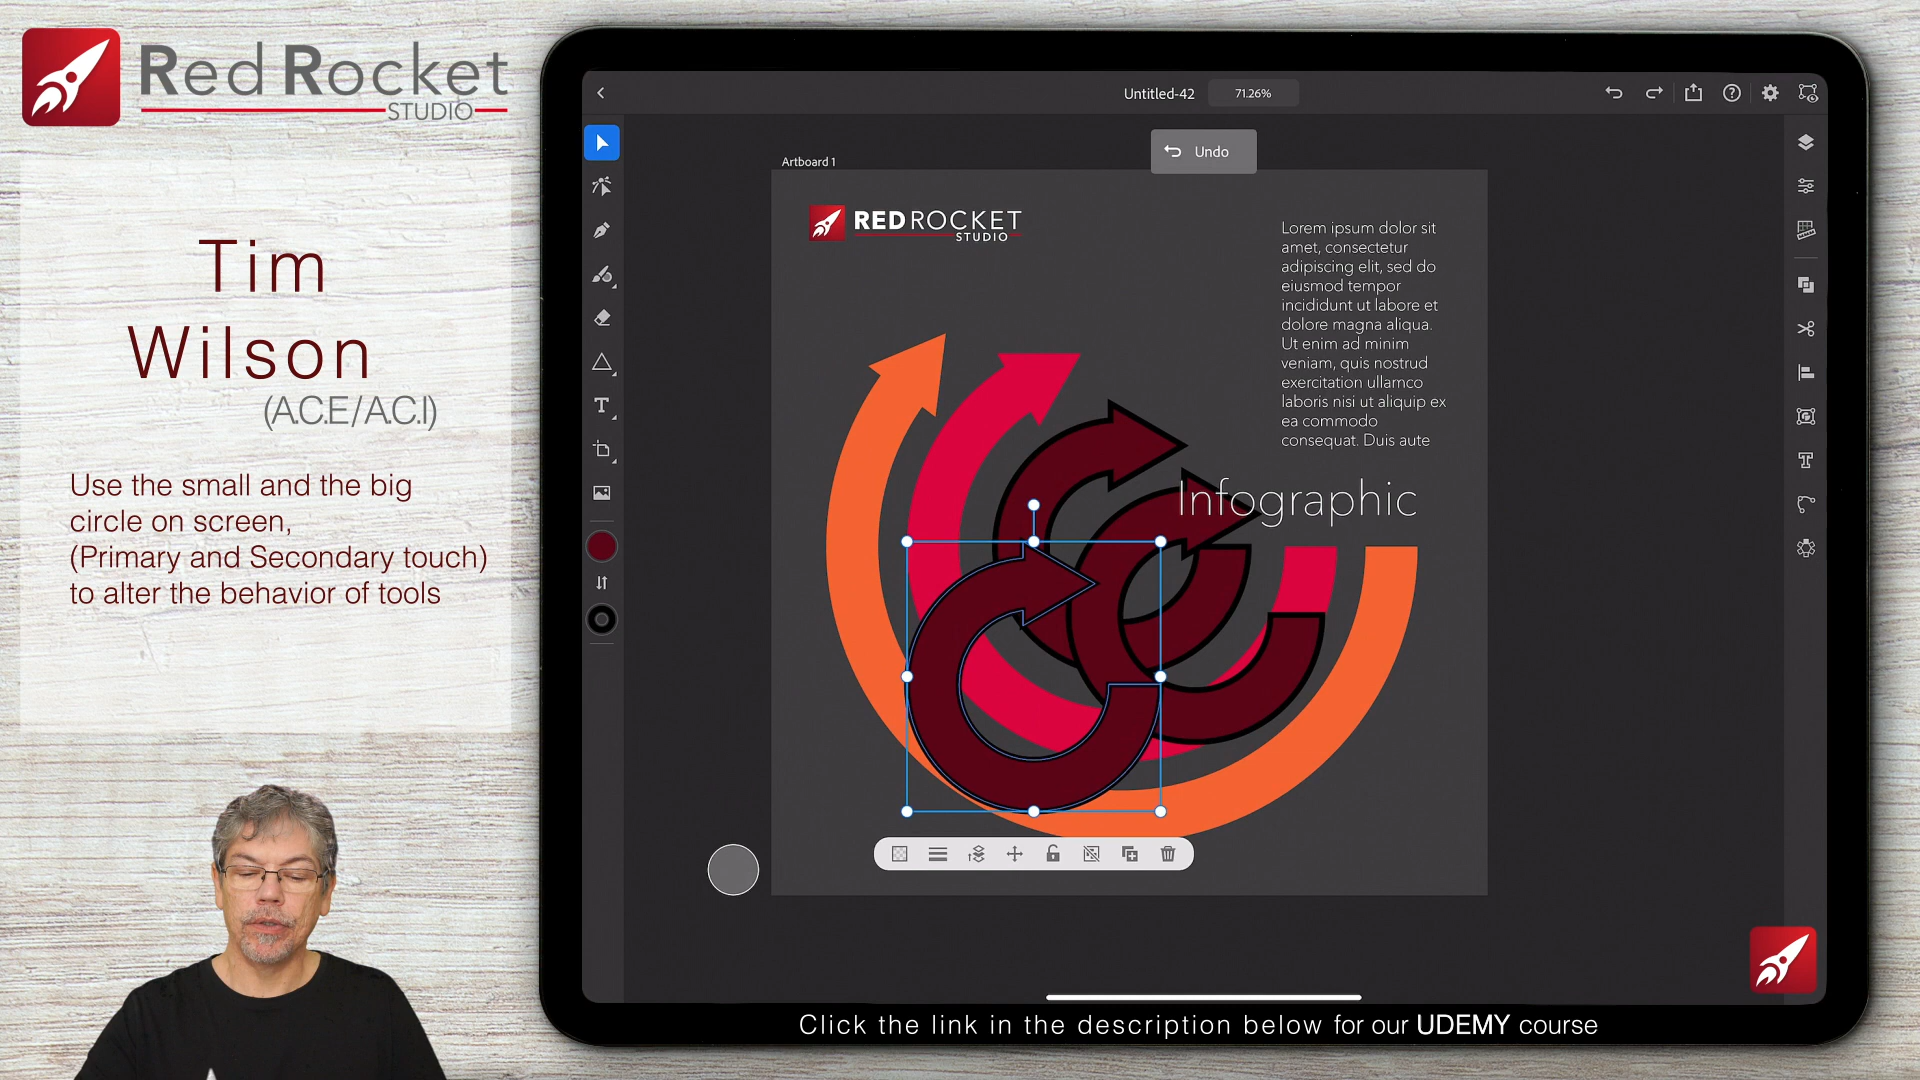 Red Rocket
STUDIO
Tim
Wilson
(A.C.E/A.C.I)
Use the small and the big
circle on screen,
(Primary and Secondary touch)
to alter the behavior of tools
Untitled-42
71.26%
Undo
Artboard 1
REDROCKET
STUDIO
Lorem ipsum dolor sit
amet, consectetur
adipiscing elit, sed do
eiusmod tempor
incididunt ut labore et
dolore magna aliqua.
Ut enim ad minim
veniam, quis nostrud
exercitation ullamco
laboris nisi ut aliquip ex
ea commodo
consequat. Duis aute
Infographic
Click the link in the description below for our UDEMY course